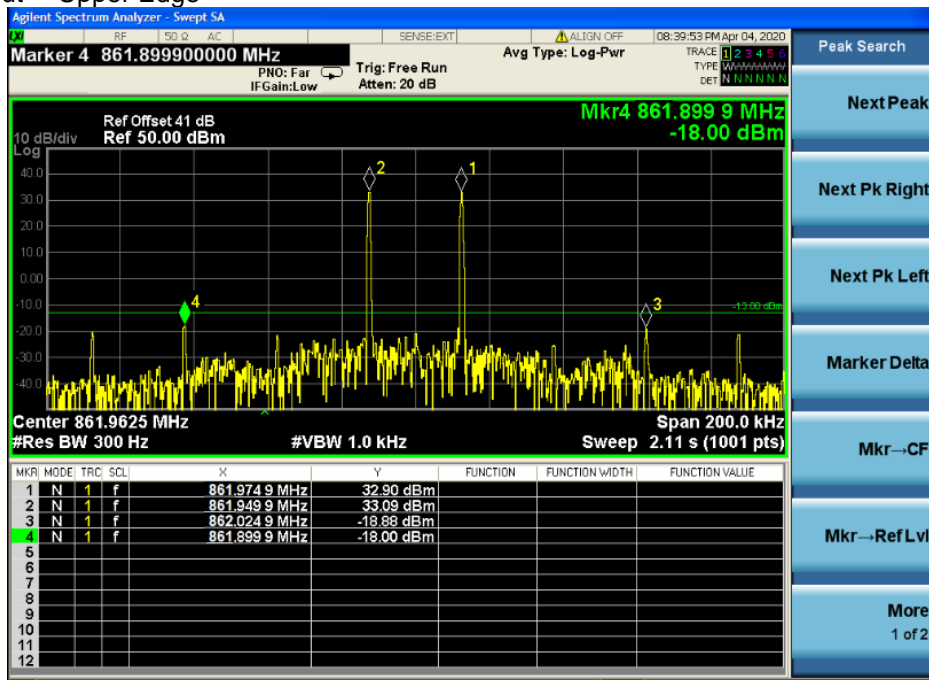 Upper Edge
Agilent Spectrum Analyzer - Swept SA
RF 50 Ω AC SENSE:EXT ALIGN OFF 08:39:53 PM Apr 04, 2020
Marker 4 861.899900000 MHz
PNO: Far
IFGain:Low
Trig: Free Run
Atten: 20 dB
Avg Type: Log-Pwr
TRACE 1 2 3 4 5 6
TYPE
DET N N N N N N
Peak Search
Mkr4 861.899 9 MHz
-18.00 dBm
Ref Offset 41 dB
10 dB/div Ref 50.00 dBm
Log
40.0
30.0
20.0
10.0
0.00
-10.0
-20.0
-30.0
-40.0
2
1
4
3
-13.00 dBm
Center 861.9625 MHz Span 200.0 kHz
#Res BW 300 Hz #VBW 1.0 kHz Sweep 2.11 s (1001 pts)
MKR MODE TRC SCL X Y FUNCTION FUNCTION WIDTH FUNCTION VALUE
1 N 1 f 861.974 9 MHz 32.90 dBm
2 N 1 f 861.949 9 MHz 33.09 dBm
3 N 1 f 862.024 9 MHz -18.88 dBm
4 N 1 f 861.899 9 MHz -18.00 dBm
5
6
7
8
9
10
11
12
Next Peak
Next Pk Right
Next Pk Left
Marker Delta
Mkr→CF
Mkr→Ref Lvl
More
1 of 2